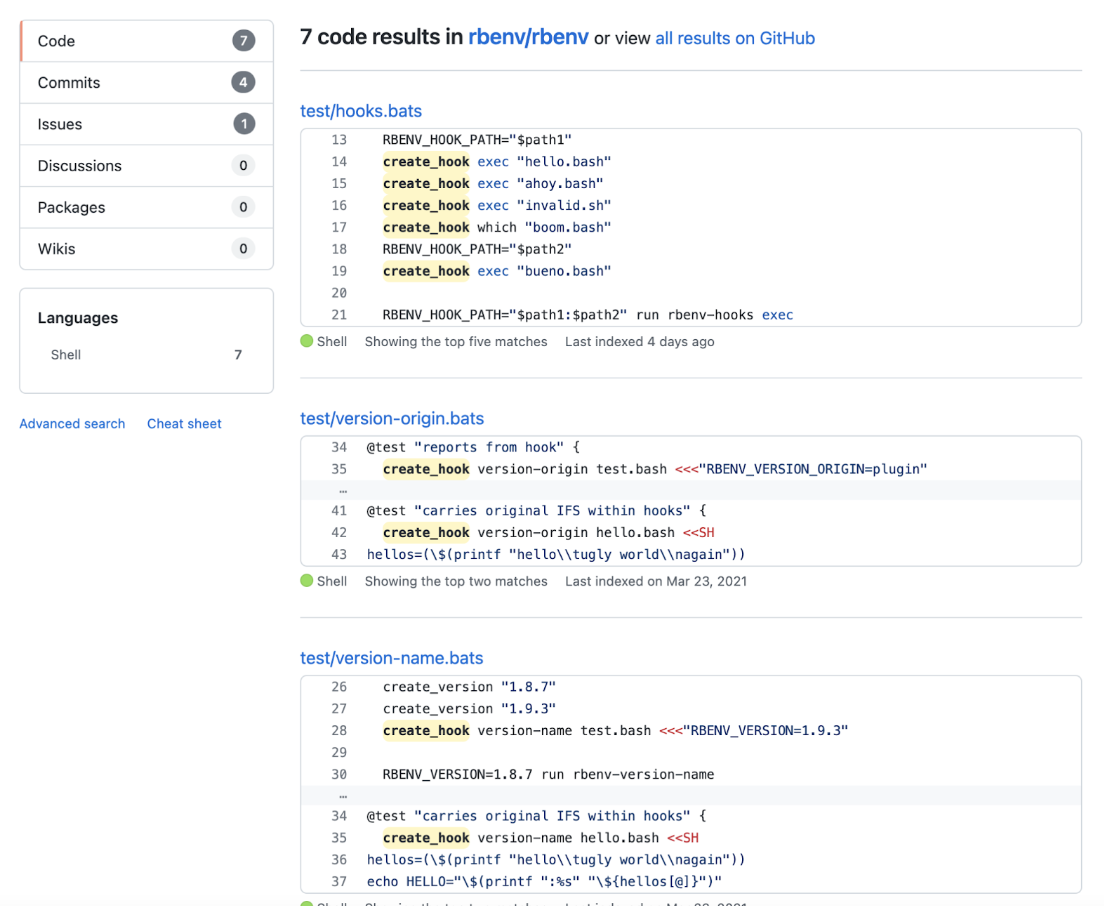 Code 7
Commits 4
Issues 1
Discussions 0
Packages 0
Wikis 0
Languages
Shell 7
Advanced search Cheat sheet
7 code results in rbenv/rbenv or view all results on GitHub
test/hooks.bats
13 RBENV_HOOK_PATH="$path1"
14 create_hook exec "hello.bash"
15 create_hook exec "ahoy.bash"
16 create_hook exec "invalid.sh"
17 create_hook which "boom.bash"
18 RBENV_HOOK_PATH="$path2"
19 create_hook exec "bueno.bash"
20
21 RBENV_HOOK_PATH="$path1:$path2" run rbenv-hooks exec
Shell Showing the top five matches Last indexed 4 days ago
test/version-origin.bats
34 @test "reports from hook" {
35 create_hook version-origin test.bash <<<"RBENV_VERSION_ORIGIN=plugin"
…
41 @test "carries original IFS within hooks" {
42 create_hook version-origin hello.bash <<SH
43 hellos=(\$(printf "hello\\tugly world\\nagain"))
Shell Showing the top two matches Last indexed on Mar 23, 2021
test/version-name.bats
26 create_version "1.8.7"
27 create_version "1.9.3"
28 create_hook version-name test.bash <<<"RBENV_VERSION=1.9.3"
29
30 RBENV_VERSION=1.8.7 run rbenv-version-name
…
34 @test "carries original IFS within hooks" {
35 create_hook version-name hello.bash <<SH
36 hellos=(\$(printf "hello\\tugly world\\nagain"))
37 echo HELLO="\$(printf ":%s" "\${hellos[@]}")"